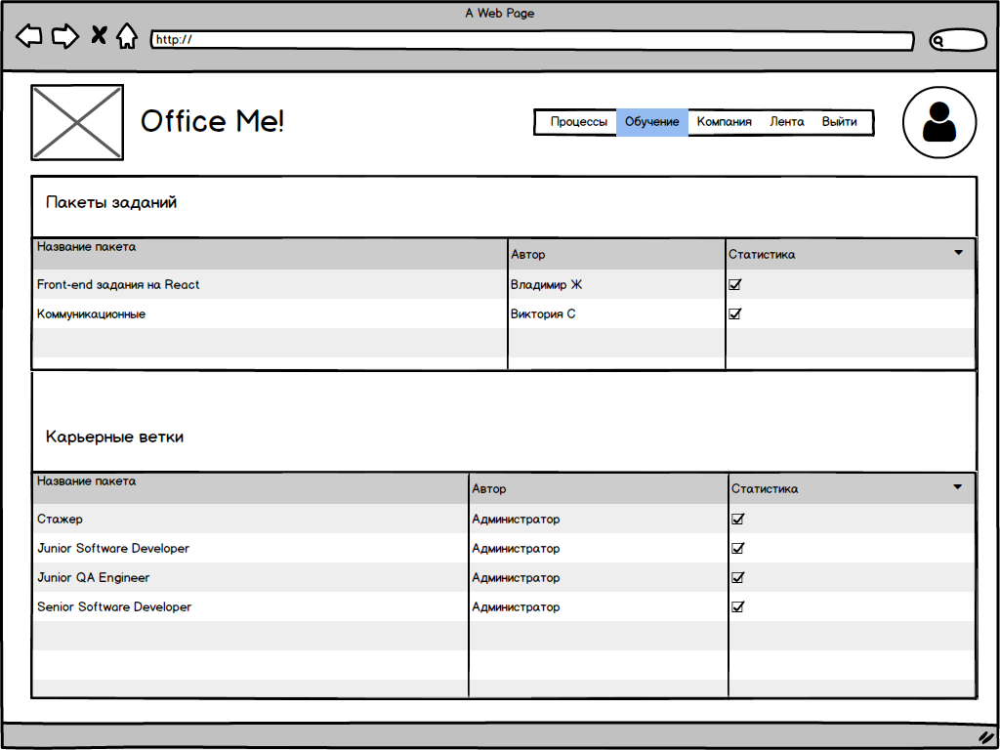 A Web Page
http://
Office Me!
Процессы Обучение Компания Лента Выйти
Пакеты заданий
Название пакета Автор Статистика
Front-end задания на React Владимир Ж
Коммуникационные Виктория С
Карьерные ветки
Название пакета Автор Статистика
Стажер Администратор
Junior Software Developer Администратор
Junior QA Engineer Администратор
Senior Software Developer Администратор